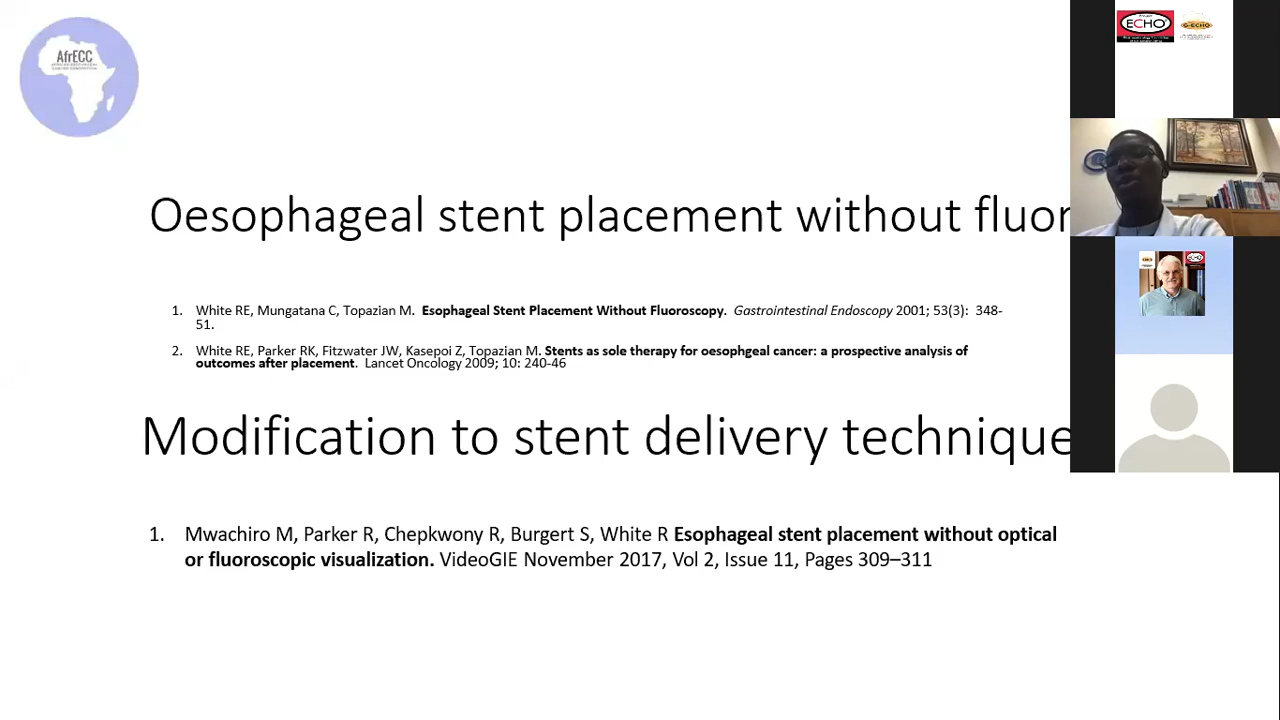 AfrECC
Oesophageal stent placement without fluor
1. White RE, Mungatana C, Topazian M. Esophageal Stent Placement Without Fluoroscopy. Gastrointestinal Endoscopy 2001; 53(3): 348-
51.
2. White RE, Parker RK, Fitzwater JW, Kasepoi Z, Topazian M. Stents as sole therapy for oesophgeal cancer: a prospective analysis of
outcomes after placement. Lancet Oncology 2009; 10: 240-46
Modification to stent delivery technique
1. Mwachiro M, Parker R, Chepkwony R, Burgert S, White R Esophageal stent placement without optical
or fluoroscopic visualization. VideoGIE November 2017, Vol 2, Issue 11, Pages 309–311
ECHO